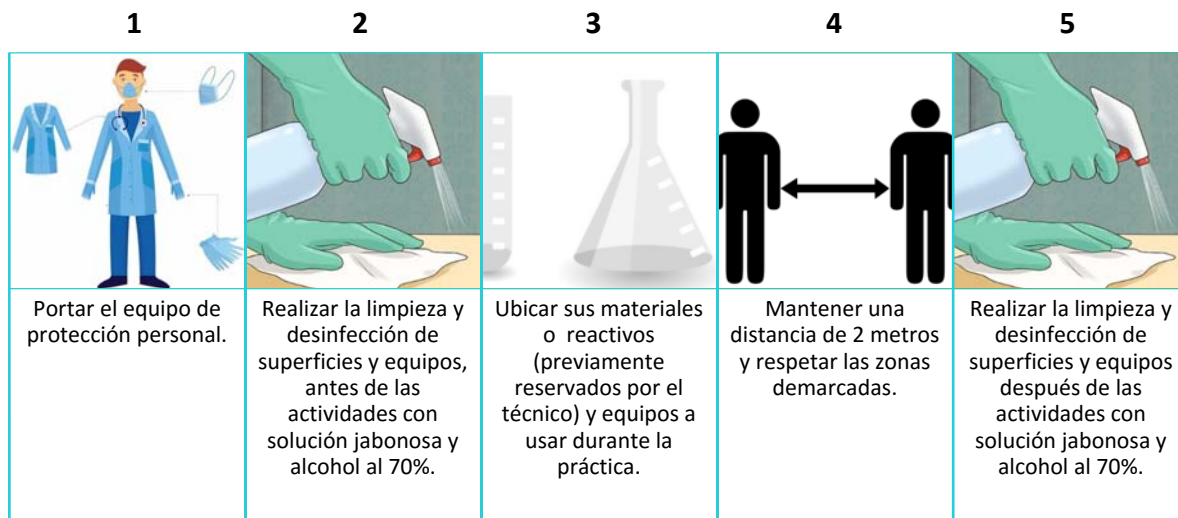 1
2
3
4
5
Portar el equipo de
protección personal.
Realizar la limpieza y
desinfección de
superficies y equipos,
antes de las
actividades con
solución jabonosa y
alcohol al 70%.
Ubicar sus materiales
o reactivos
(previamente
reservados por el
técnico) y equipos a
usar durante la
práctica.
Mantener una
distancia de 2 metros
y respetar las zonas
demarcadas.
Realizar la limpieza y
desinfección de
superficies y equipos
después de las
actividades con
solución jabonosa y
alcohol al 70%.